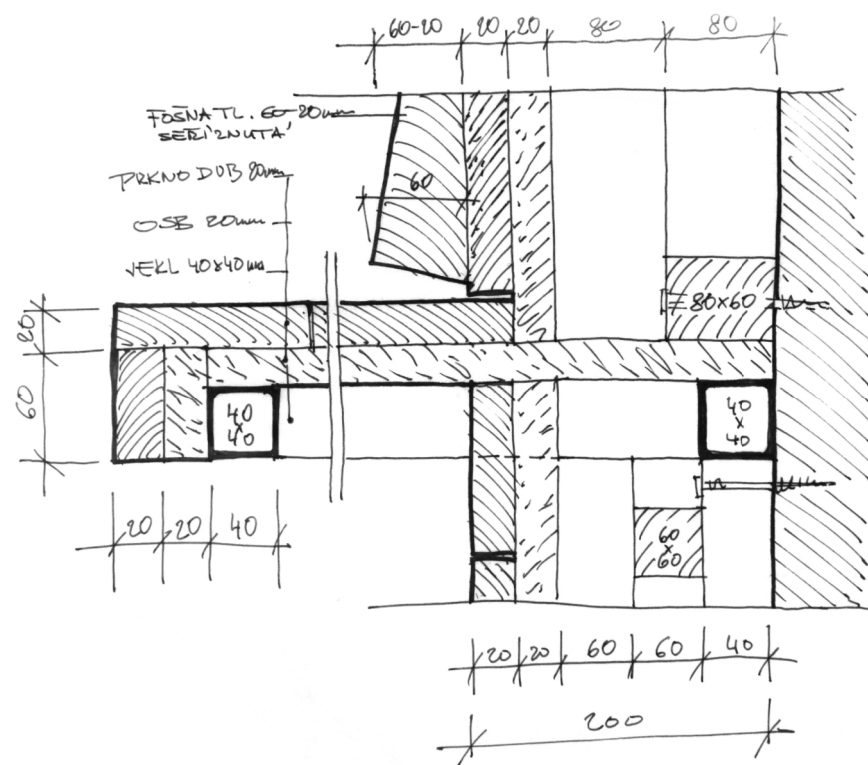 60-20 20 20 80 80
FOŠNA TL. 60-20mm
SEŘÍZNUTÁ
PRKNO DUB 20mm
OSB 20mm
JEKL 40x40mm
60
80x60
20
60
40
x
40
40
x
40
60
x
60
20 20 40
20 20 60 60 40
200